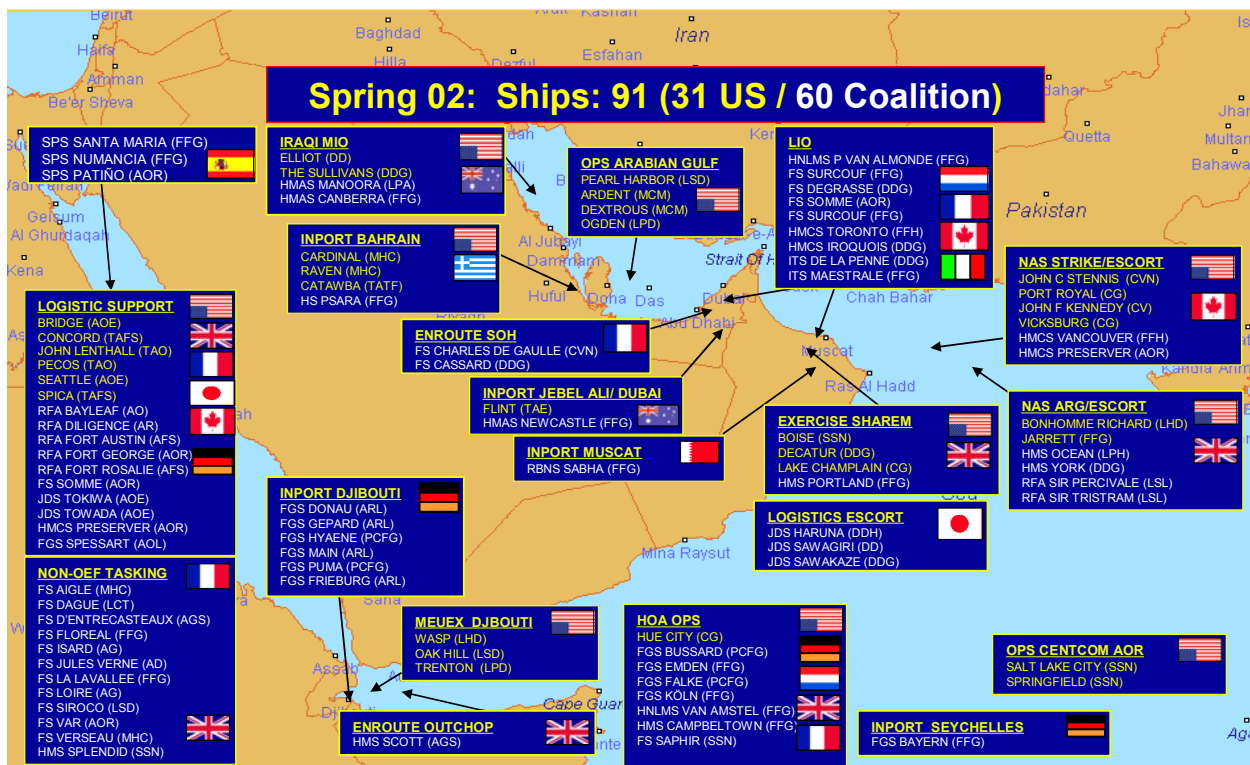 Beirut
Haifa
Amman
Be'er Sheva
Baghdad
Hilla
Kashan
Iran
Esfahan
Dezful
Quetta
Multan
Bahawa
Spring 02: Ships: 91 (31 US / 60 Coalition)
SPS SANTA MARIA (FFG)
SPS NUMANCIA (FFG)
SPS PATIÑO (AOR)
IRAQI MIO
ELLIOT (DD)
THE SULLIVANS (DDG)
HMAS MANOORA (LPA)
HMAS CANBERRA (FFG)
OPS ARABIAN GULF
PEARL HARBOR (LSD)
ARDENT (MCM)
DEXTROUS (MCM)
OGDEN (LPD)
LIO
HNLMS P VAN ALMONDE (FFG)
FS SURCOUF (FFG)
FS DEGRASSE (DDG)
FS SOMME (AOR)
FS SURCOUF (FFG)
HMCS TORONTO (FFH)
HMCS IROQUOIS (DDG)
ITS DE LA PENNE (DDG)
ITS MAESTRALE (FFG)
Geisum
Al Ghurdaqah
Kena
Al Jubayl
Dammam
Huful
Doha
Das
Abu Dhabi
Strait Of H
Pakistan
Chah Bahar
Muscat
Ras Al Hadd
INPORT BAHRAIN
CARDINAL (MHC)
RAVEN (MHC)
CATAWBA (TATF)
HS PSARA (FFG)
NAS STRIKE/ESCORT
JOHN C STENNIS (CVN)
PORT ROYAL (CG)
JOHN F KENNEDY (CV)
VICKSBURG (CG)
HMCS VANCOUVER (FFH)
HMCS PRESERVER (AOR)
LOGISTIC SUPPORT
BRIDGE (AOE)
CONCORD (TAFS)
JOHN LENTHALL (TAO)
PECOS (TAO)
SEATTLE (AOE)
SPICA (TAFS)
RFA BAYLEAF (AO)
RFA DILIGENCE (AR)
RFA FORT AUSTIN (AFS)
RFA FORT GEORGE (AOR)
RFA FORT ROSALIE (AFS)
FS SOMME (AOR)
JDS TOKIWA (AOE)
JDS TOWADA (AOE)
HMCS PRESERVER (AOR)
FGS SPESSART (AOL)
ENROUTE SOH
FS CHARLES DE GAULLE (CVN)
FS CASSARD (DDG)
INPORT JEBEL ALI/ DUBAI
FLINT (TAE)
HMAS NEWCASTLE (FFG)
INPORT MUSCAT
RBNS SABHA (FFG)
EXERCISE SHAREM
BOISE (SSN)
DECATUR (DDG)
LAKE CHAMPLAIN (CG)
HMS PORTLAND (FFG)
NAS ARG/ESCORT
BONHOMME RICHARD (LHD)
JARRETT (FFG)
HMS OCEAN (LPH)
HMS YORK (DDG)
RFA SIR PERCIVALE (LSL)
RFA SIR TRISTRAM (LSL)
INPORT DJIBOUTI
FGS DONAU (ARL)
FGS GEPARD (ARL)
FGS HYAENE (PCFG)
FGS MAIN (ARL)
FGS PUMA (PCFG)
FGS FRIEBURG (ARL)
LOGISTICS ESCORT
JDS HARUNA (DDH)
JDS SAWAGIRI (DD)
JDS SAWAKAZE (DDG)
Mina Raysut
NON-OEF TASKING
FS AIGLE (MHC)
FS DAGUE (LCT)
FS D'ENTRECASTEAUX (AGS)
FS FLOREAL (FFG)
FS ISARD (AG)
FS JULES VERNE (AD)
FS LA LAVALLEE (FFG)
FS LOIRE (AG)
FS SIROCO (LSD)
FS VAR (AOR)
FS VERSEAU (MHC)
HMS SPLENDID (SSN)
MEUEX DJBOUTI
WASP (LHD)
OAK HILL (LSD)
TRENTON (LPD)
HOA OPS
HUE CITY (CG)
FGS BUSSARD (PCFG)
FGS EMDEN (FFG)
FGS FALKE (PCFG)
FGS KÖLN (FFG)
HNLMS VAN AMSTEL (FFG)
HMS CAMPBELTOWN (FFG)
FS SAPHIR (SSN)
OPS CENTCOM AOR
SALT LAKE CITY (SSN)
SPRINGFIELD (SSN)
Assab
Cape Guar
ENROUTE OUTCHOP
HMS SCOTT (AGS)
INPORT SEYCHELLES
FGS BAYERN (FFG)